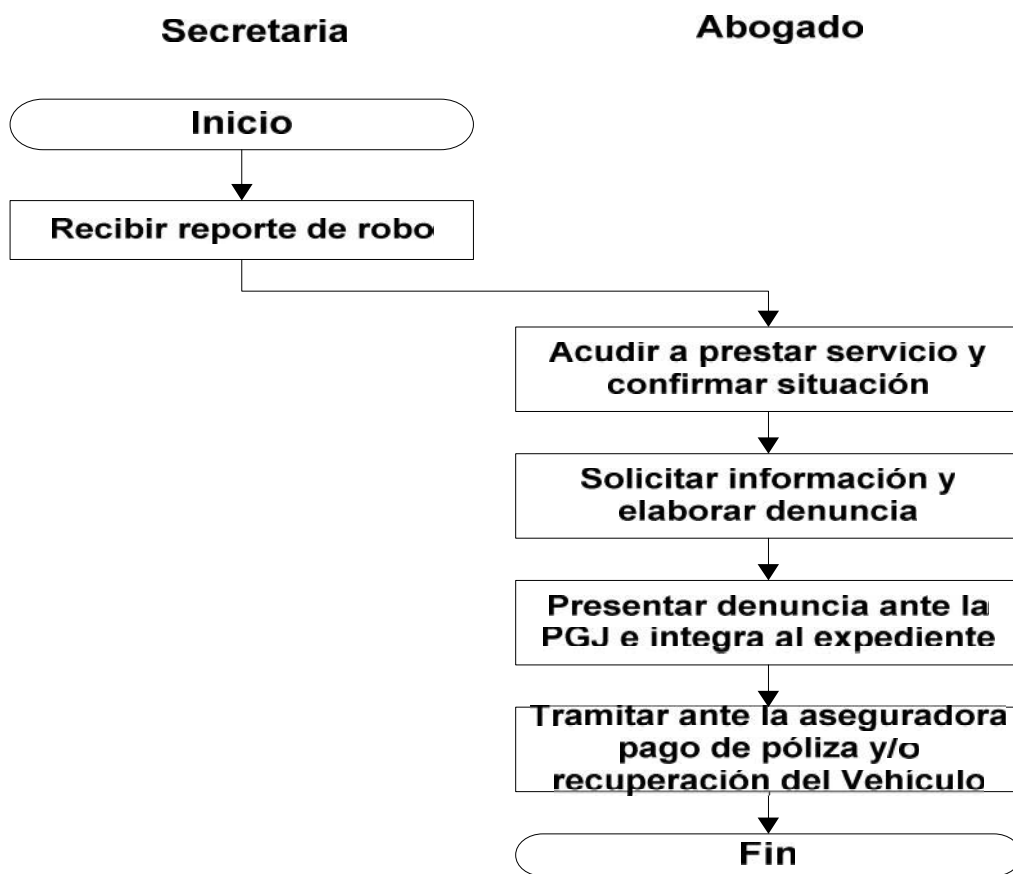 Secretaria
Abogado
Inicio
Recibir reporte de robo
Acudir a prestar servicio y
confirmar situación
Solicitar información y
elaborar denuncia
Presentar denuncia ante la
PGJ e integra al expediente
Tramitar ante la aseguradora
pago de póliza y/o
recuperación del Vehículo
Fin